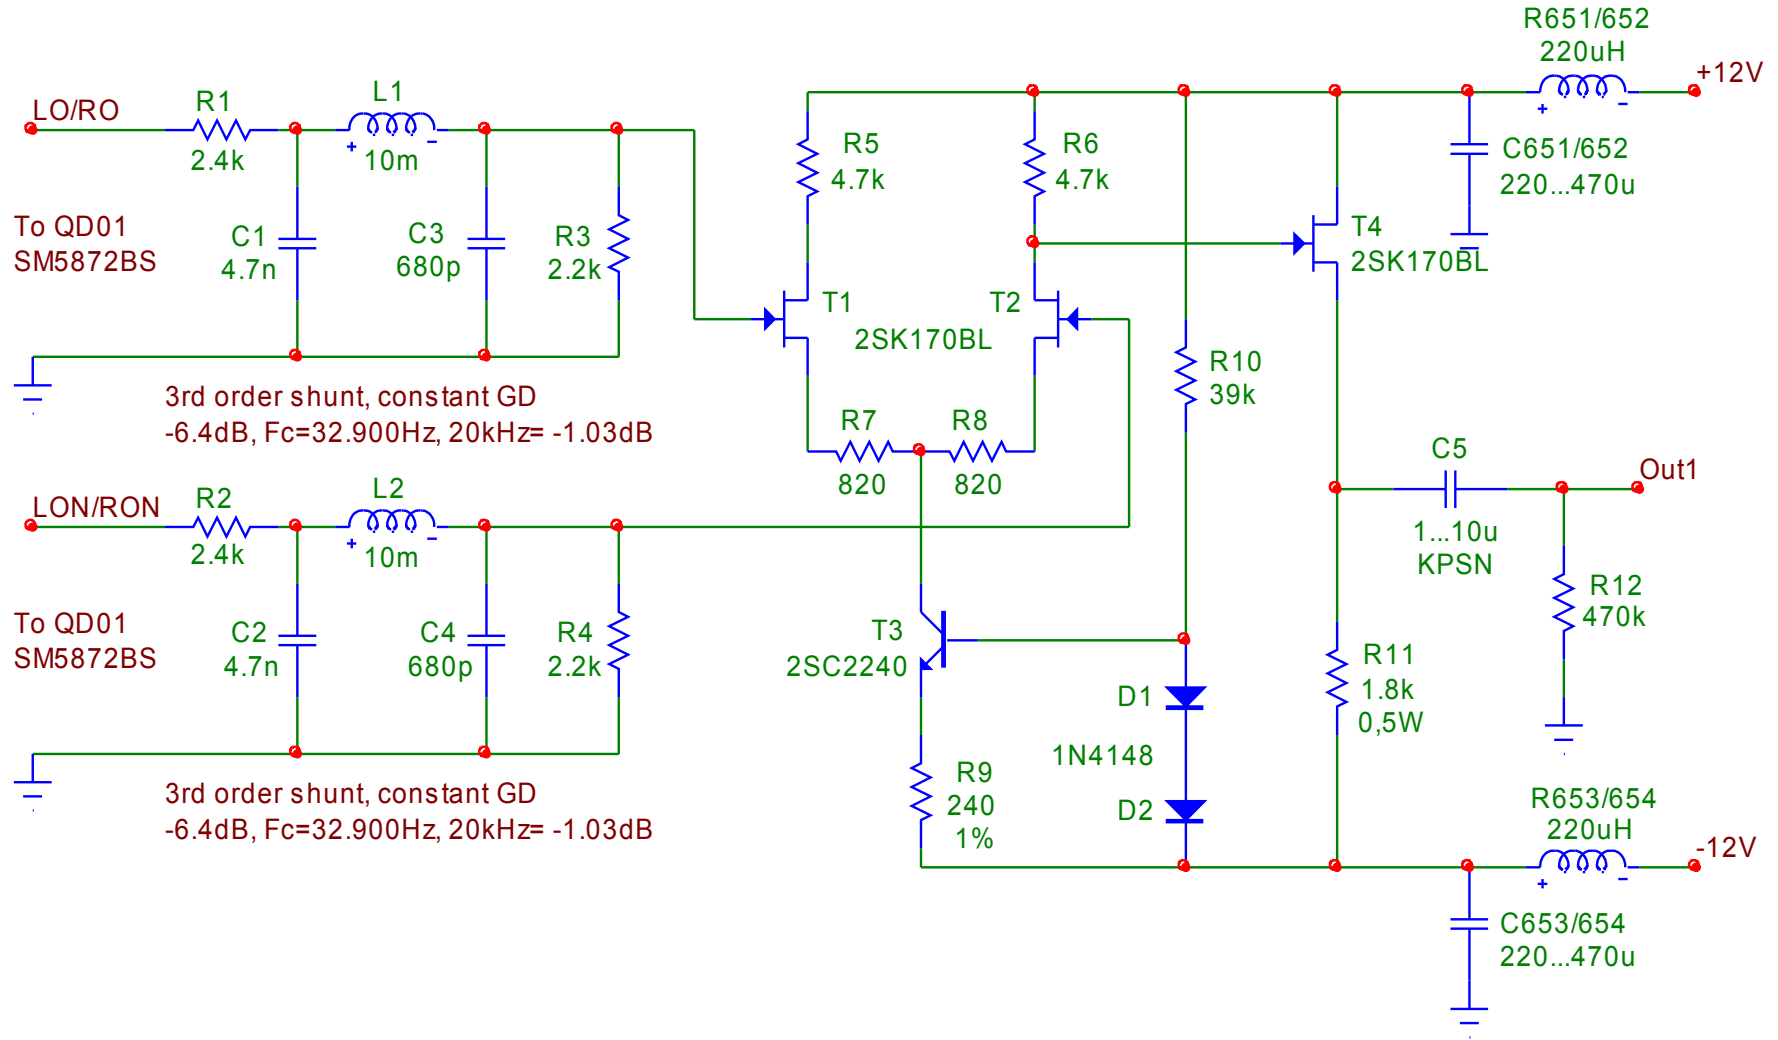 R651/652
220uH
+12V
LO/RO
R1
2.4k
L1
10m
To QD01
SM5872BS
C1
4.7n
C3
680p
R3
2.2k
R5
4.7k
R6
4.7k
C651/652
220...470u
T4
2SK170BL
T1
T2
2SK170BL
R10
39k
3rd order shunt, constant GD
-6.4dB, Fc=32.900Hz, 20kHz= -1.03dB
R7
820
R8
820
C5
1...10u
KPSN
Out1
LON/RON
R2
2.4k
L2
10m
To QD01
SM5872BS
C2
4.7n
C4
680p
R4
2.2k
T3
2SC2240
R12
470k
D1
1N4148
D2
R11
1.8k
0,5W
R9
240
1%
3rd order shunt, constant GD
-6.4dB, Fc=32.900Hz, 20kHz= -1.03dB
R653/654
220uH
-12V
C653/654
220...470u